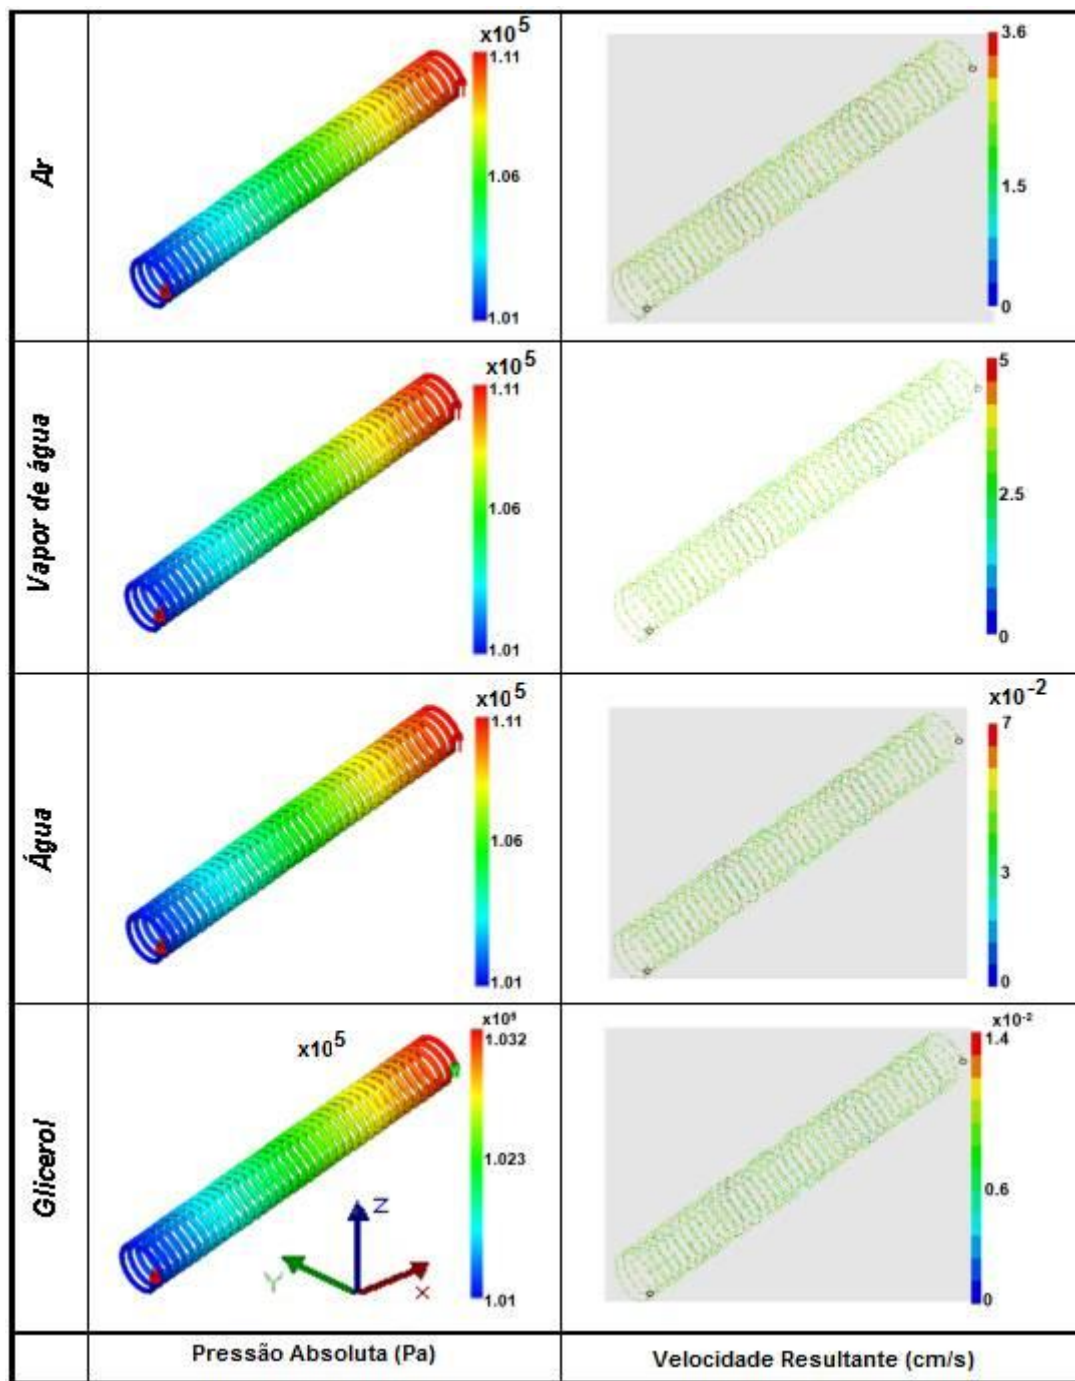 Ar
x10^5
1.11
1.06
1.01
3.6
1.5
0
Vapor de água
x10^5
1.11
1.06
1.01
5
2.5
0
Água
x10^5
1.11
1.06
1.01
x10^-2
7
3
0
Glicerol
x10^5
x10^5
1.032
1.023
1.01
Z
Y
X
x10^-2
1.4
0.6
0
Pressão Absoluta (Pa)
Velocidade Resultante (cm/s)